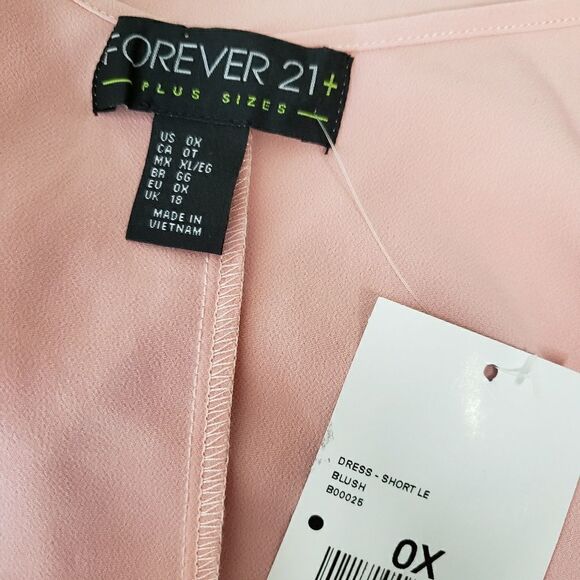 FOREVER 21+
PLUS SIZES
US 0X
CA 0T
MX XL/EG
BR GG
EU 0X
UK 18
MADE IN
VIETNAM
DRESS - SHORT LE
BLUSH
B00025
0X